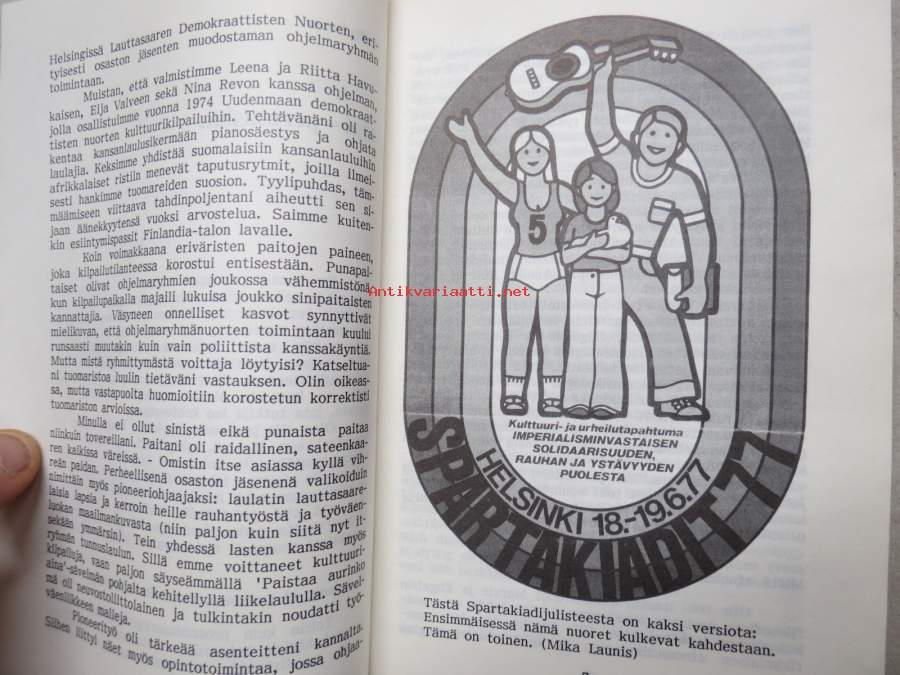 Helsingissä Lauttasaaren Demokraattisten Nuorten, eri-
tyisesti osaston jäsenten muodostaman ohjelmaryhmän
toimintaan.
Muistan, että valmistimme Leena ja Riitta Havu-
kaisen, Eija Valveen sekä Nina Revon kanssa ohjelman,
jolla osallistuimme vuonna 1974 Uudenmaan demokraat-
tisten nuorten kulttuurikilpailuihin. Tehtävänäni oli ra-
kentaa kansanlaulusikermään pianosäestys ja ohjata
laulajia. Keksimme yhdistää suomalaisiin kansanlauluihin
afrikkalaiset ristiin menevät taputusrytmit, joilla ilmei-
sesti hankimme tuomareiden suosion. Tyylipuhdas, täm-
määmiseen viittaava tahdinpoljentani aiheutti sen si-
jaan äänekkyytensä vuoksi arvostelua. Saimme kuiten-
kin esiintymispassit Finlandia-talon lavalle.
Koin voimakkaana eriväristen paitojen paineen,
joka kilpailutilanteessa korostui entisestään. Punapai-
taiset olivat ohjelmaryhmien joukossa vähemmistönä
kun kilpailupaikalla majaili lukuisa joukko sinipaitaisten
kannattajia. Väsyneen onnelliset kasvot synnyttivät
mielikuvan, että ohjelmaryhmänuorten toimintaan kuului
runsaasti muutakin kuin vain poliittista kanssakäyntiä.
Mutta mistä ryhmittymästä voittaja löytyisi? Katseltua-
ni tuomaristoa luulin tietäväni vastauksen. Olin oikeas-
sa, mutta vastapuolta huomioitiin korostetun korrektisti
tuomariston arvioissa.
Minulla ei ollut sinistä eikä punaista paitaa
niinkuin tovereillani. Paitani oli raidallinen, sateenkaa-
ren kaikissa väreissä. - Omistin itse asiassa kyllä vih-
reän paidan. Perheellisenä osaston jäsenenä valikoiduin
nimittäin myös pioneeriohjaajaksi: laulatin lauttasaare-
laisia lapsia ja kerroin heille rauhantyöstä ja työväen-
luokan maailmankuvasta (niin paljon kuin siitä nyt it-
sekään ymmärsin). Tein yhdessä lasten kanssa myös
ryhmän tunnuslaulun. Sillä emme voittaneet kulttuuri-
kilpailuja, vaan paljon säyseämmällä 'Paistaa aurinko
aina'-sävelmän pohjalta kehitellyllä liikelaululla. Sävel-
mä oli neuvostoliittolainen ja tulkintakin noudatti työ-
väenliikkeen malleja.
Pioneerityö oli tärkeää asenteitteni kannalta.
Siihen liittyi näet myös opintotoimintaa, jossa ohjaa-
Antikvariaatti.net
5
Kulttuuri- ja urheilutapahtuma
IMPERIALISMINVASTAISEN
SOLIDAARISUUDEN,
RAUHAN JA YSTÄVYYDEN
PUOLESTA
HELSINKI 18.-19.6.77
SPARTAKIADIT 77
Tästä Spartakiadijulisteesta on kaksi versiota:
Ensimmäisessä nämä nuoret kulkevat kahdestaan.
Tämä on toinen. (Mika Launis)